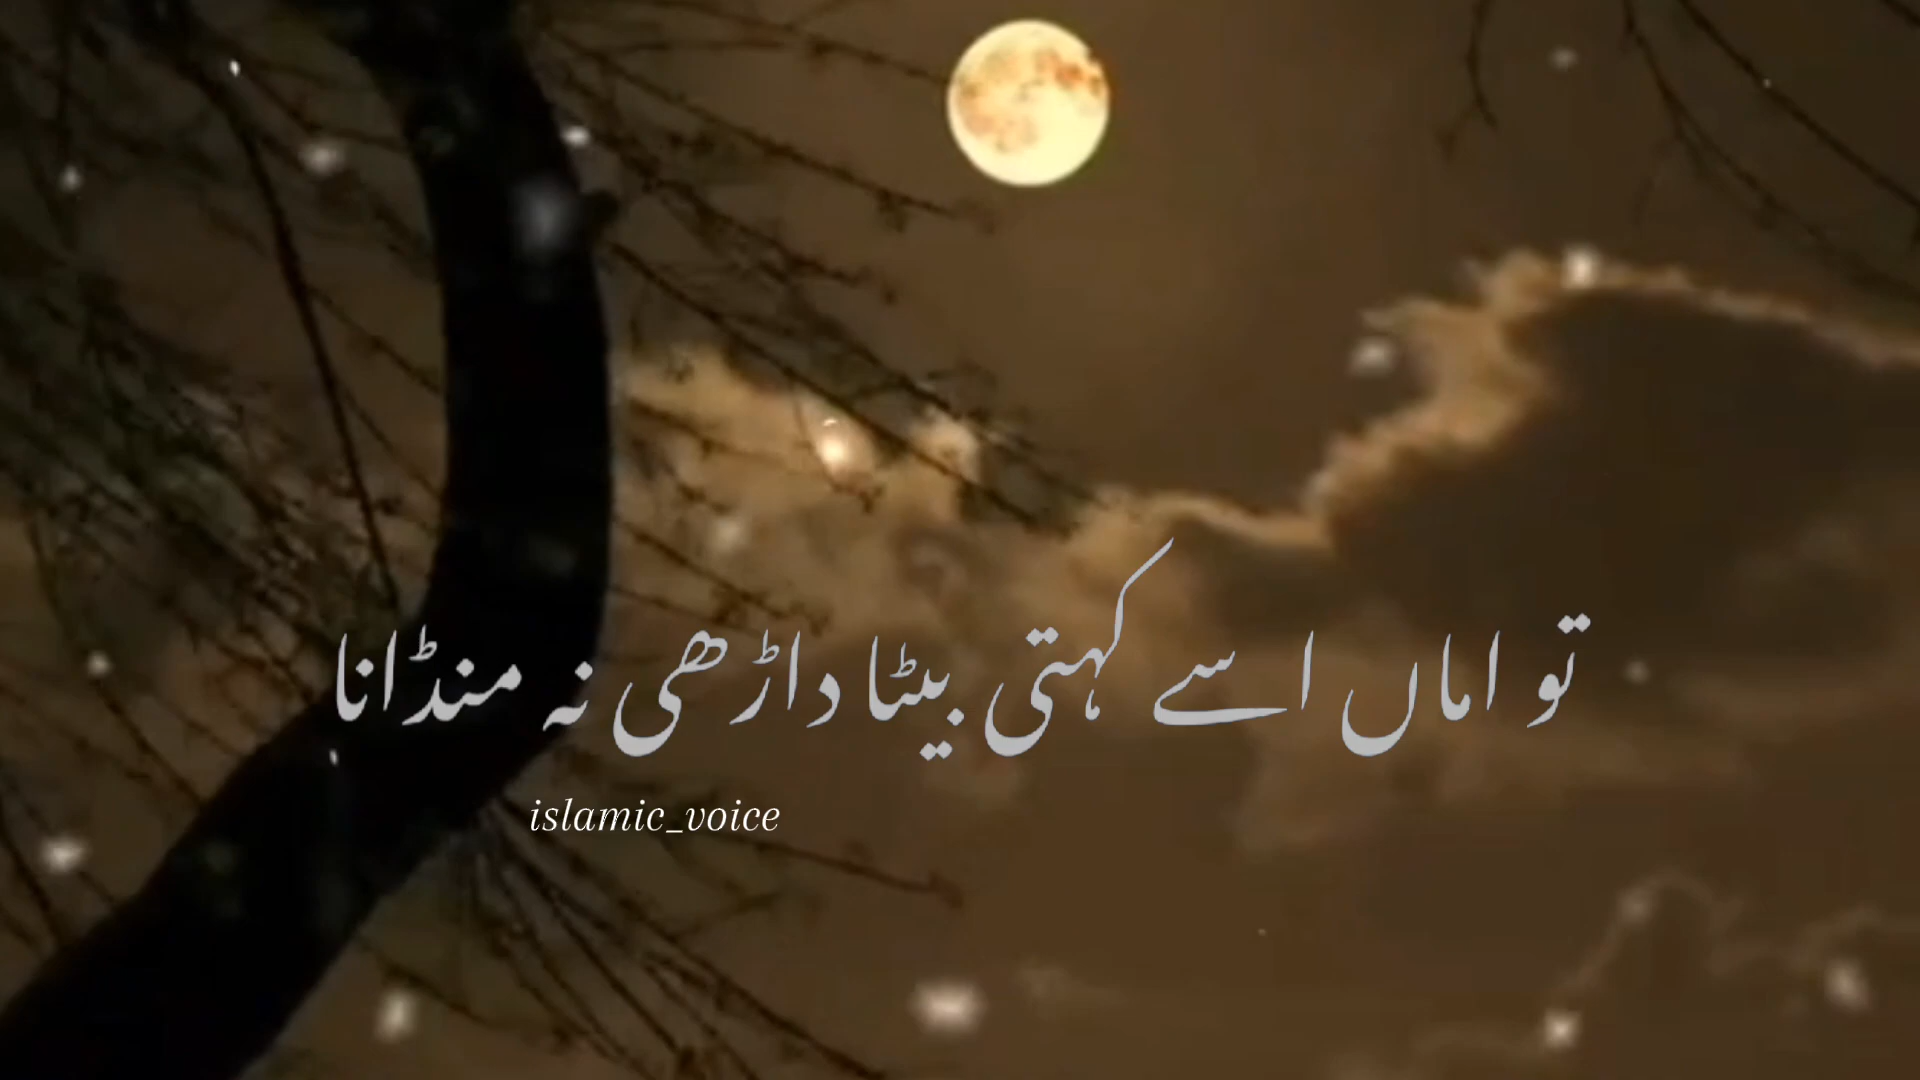 تو اماں اسے کہتی بیٹا داڑھی نہ منڈانا
islamic_voice